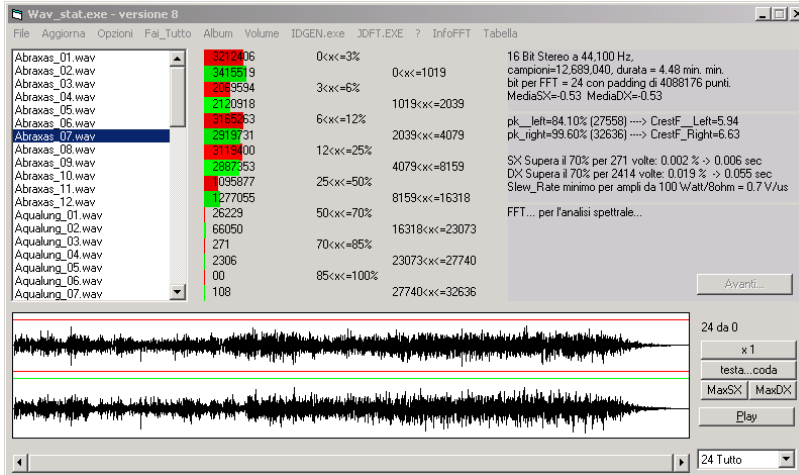 Wav_stat.exe - versione 8
File Aggiorna Opzioni Fai_Tutto Album Volume IDGEN.exe JDFT.EXE ? InfoFFT Tabella
Abraxas_01.wav
Abraxas_02.wav
Abraxas_03.wav
Abraxas_04.wav
Abraxas_05.wav
Abraxas_06.wav
Abraxas_07.wav
Abraxas_08.wav
Abraxas_09.wav
Abraxas_10.wav
Abraxas_11.wav
Abraxas_12.wav
Aqualung_01.wav
Aqualung_02.wav
Aqualung_03.wav
Aqualung_04.wav
Aqualung_05.wav
Aqualung_06.wav
Aqualung_07.wav
3212406 0<x<=3%
3415519 0<x<=1019
2069594 3<x<=6%
2120918 1019<x<=2039
3165263 6<x<=12%
2919731 2039<x<=4079
3119400 12<x<=25%
2887353 4079<x<=8159
1095877 25<x<=50%
1277055 8159<x<=16318
26229 50<x<=70%
66050 16318<x<=23073
271 70<x<=85%
2306 23073<x<=27740
00 85<x<=100%
108 27740<x<=32636
16 Bit Stereo a 44,100 Hz,
campioni=12,689,040, durata = 4.48 min. min.
bit per FFT = 24 con padding di 4088176 punti.
MediaSX=-0.53 MediaDX=-0.53
pk__left=84.10% (27558) ----> CrestF__Left=5.94
pk_right=99.60% (32636) ----> CrestF_Right=6.63
SX Supera il 70% per 271 volte: 0.002 % -> 0.006 sec
DX Supera il 70% per 2414 volte: 0.019 % -> 0.055 sec
Slew_Rate minimo per ampli da 100 Watt/8ohm = 0.7 V/us
FFT... per l'analisi spettrale...
Avanti...
24 da 0
x 1
testa...coda
MaxSX MaxDX
Play
24 Tutto